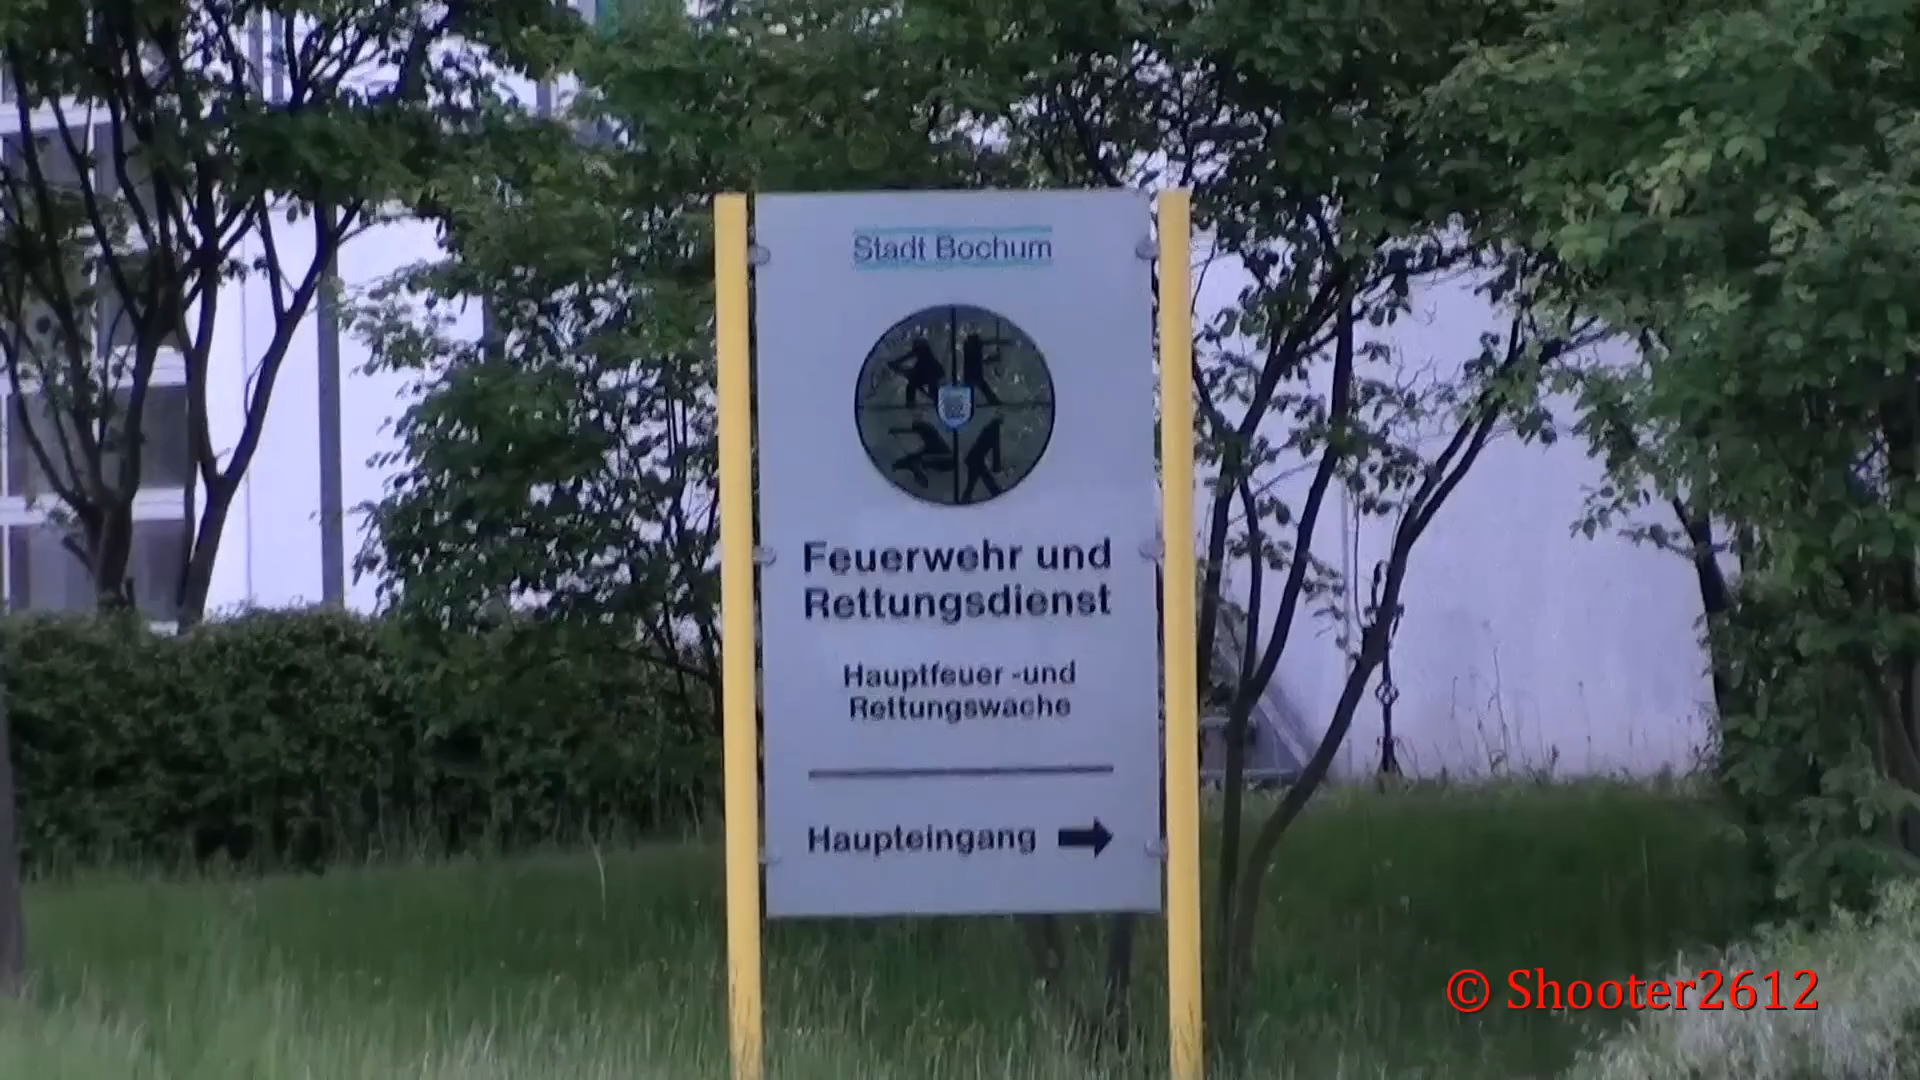 Stadt Bochum
Feuerwehr und
Rettungsdienst
Hauptfeuer -und
Rettungswache
Haupteingang
© Shooter2612